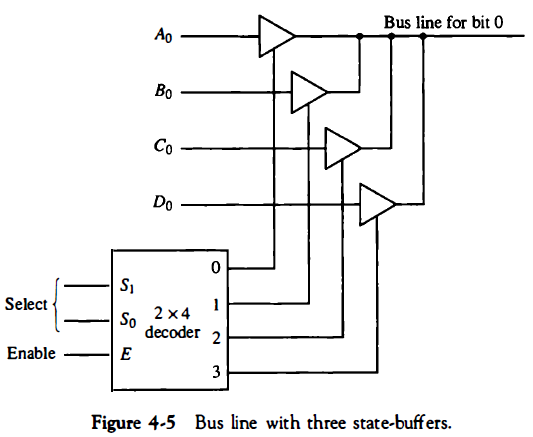 A0
Bus line for bit 0
B0
C0
D0
0
S1
Select
1
S0
2 × 4
decoder
2
Enable
E
3
Figure 4-5 Bus line with three state-buffers.